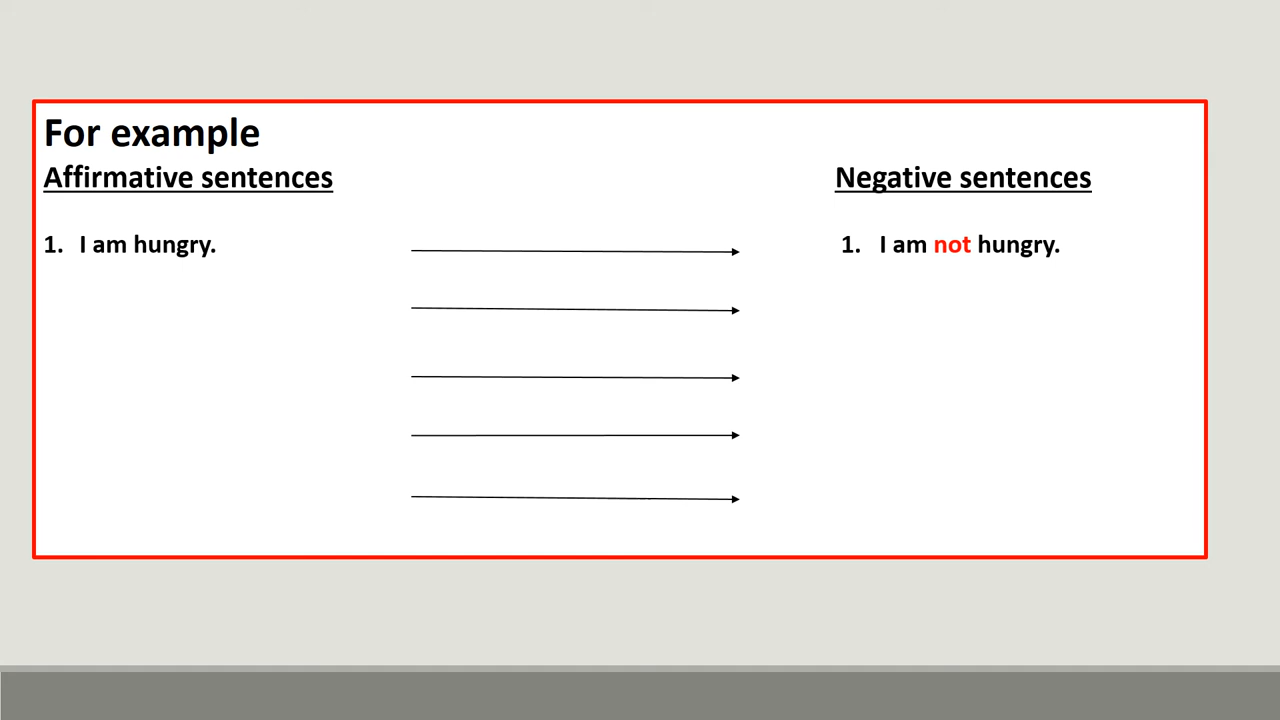 For example
Affirmative sentences
Negative sentences
1. I am hungry.
1. I am not hungry.